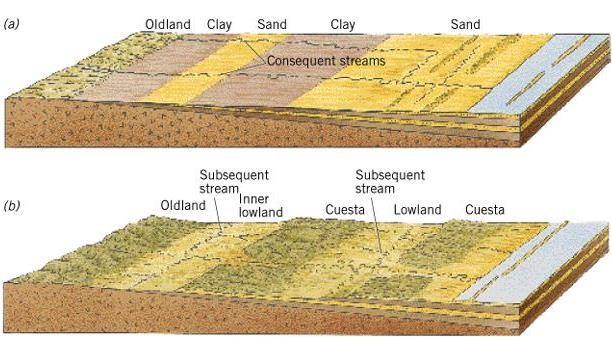 (a)
Oldland Clay Sand Clay Sand
Consequent streams
(b)
Subsequent
stream
Subsequent
stream
Oldland
Inner
lowland
Cuesta Lowland Cuesta